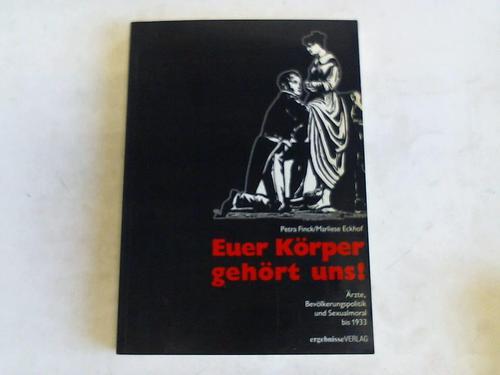 Petra Finck/Marliese Eckhof
Euer Körper
gehört uns!
Ärzte,
Bevölkerungspolitik
und Sexualmoral
bis 1933
ergebnisseVERLAG